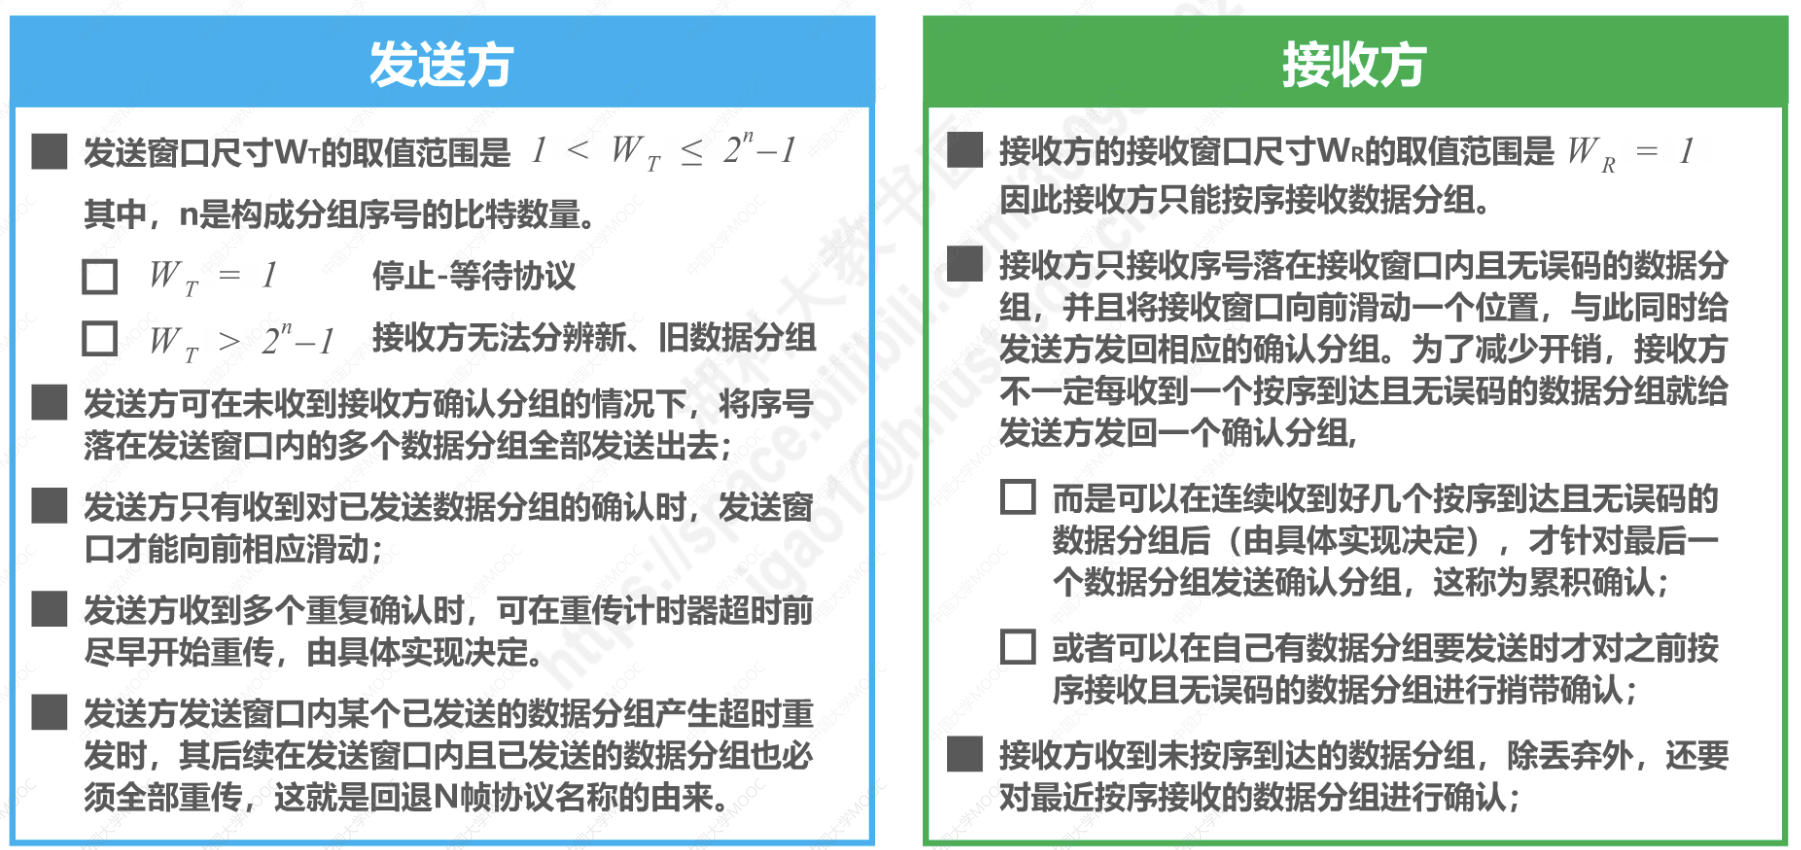 发送方
发送窗口尺寸WT的取值范围是 1 < W_T ≤ 2^n–1
其中，n是构成分组序号的比特数量。
W_T = 1 停止-等待协议
W_T > 2^n–1 接收方无法分辨新、旧数据分组
发送方可在未收到接收方确认分组的情况下，将序号
落在发送窗口内的多个数据分组全部发送出去；
发送方只有收到对已发送数据分组的确认时，发送窗
口才能向前相应滑动；
发送方收到多个重复确认时，可在重传计时器超时前
尽早开始重传，由具体实现决定。
发送方发送窗口内某个已发送的数据分组产生超时重
发时，其后续在发送窗口内且已发送的数据分组也必
须全部重传，这就是回退N帧协议名称的由来。
接收方
接收方的接收窗口尺寸WR的取值范围是 W_R = 1
因此接收方只能按序接收数据分组。
接收方只接收序号落在接收窗口内且无误码的数据分
组，并且将接收窗口向前滑动一个位置，与此同时给
发送方发回相应的确认分组。为了减少开销，接收方
不一定每收到一个按序到达且无误码的数据分组就给
发送方发回一个确认分组,
而是可以在连续收到好几个按序到达且无误码的
数据分组后（由具体实现决定），才针对最后一
个数据分组发送确认分组，这称为累积确认；
或者可以在自己有数据分组要发送时才对之前按
序接收且无误码的数据分组进行捎带确认；
接收方收到未按序到达的数据分组，除丢弃外，还要
对最近按序接收的数据分组进行确认；
中国大学MOOC